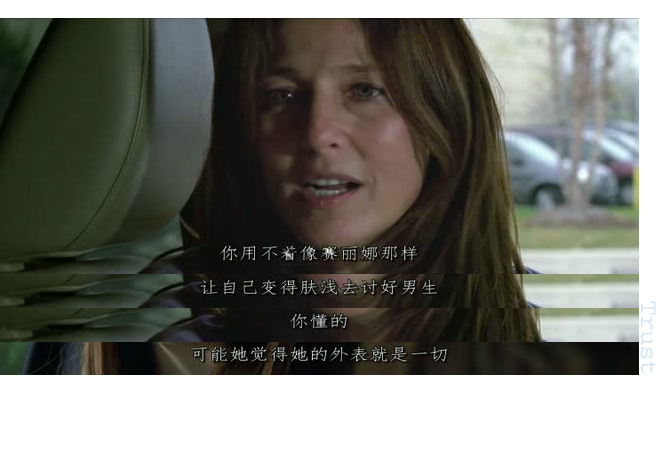 你用不着像赛丽娜那样
让自己变得肤浅去讨好男生
你懂的
可能她觉得她的外表就是一切
Trust